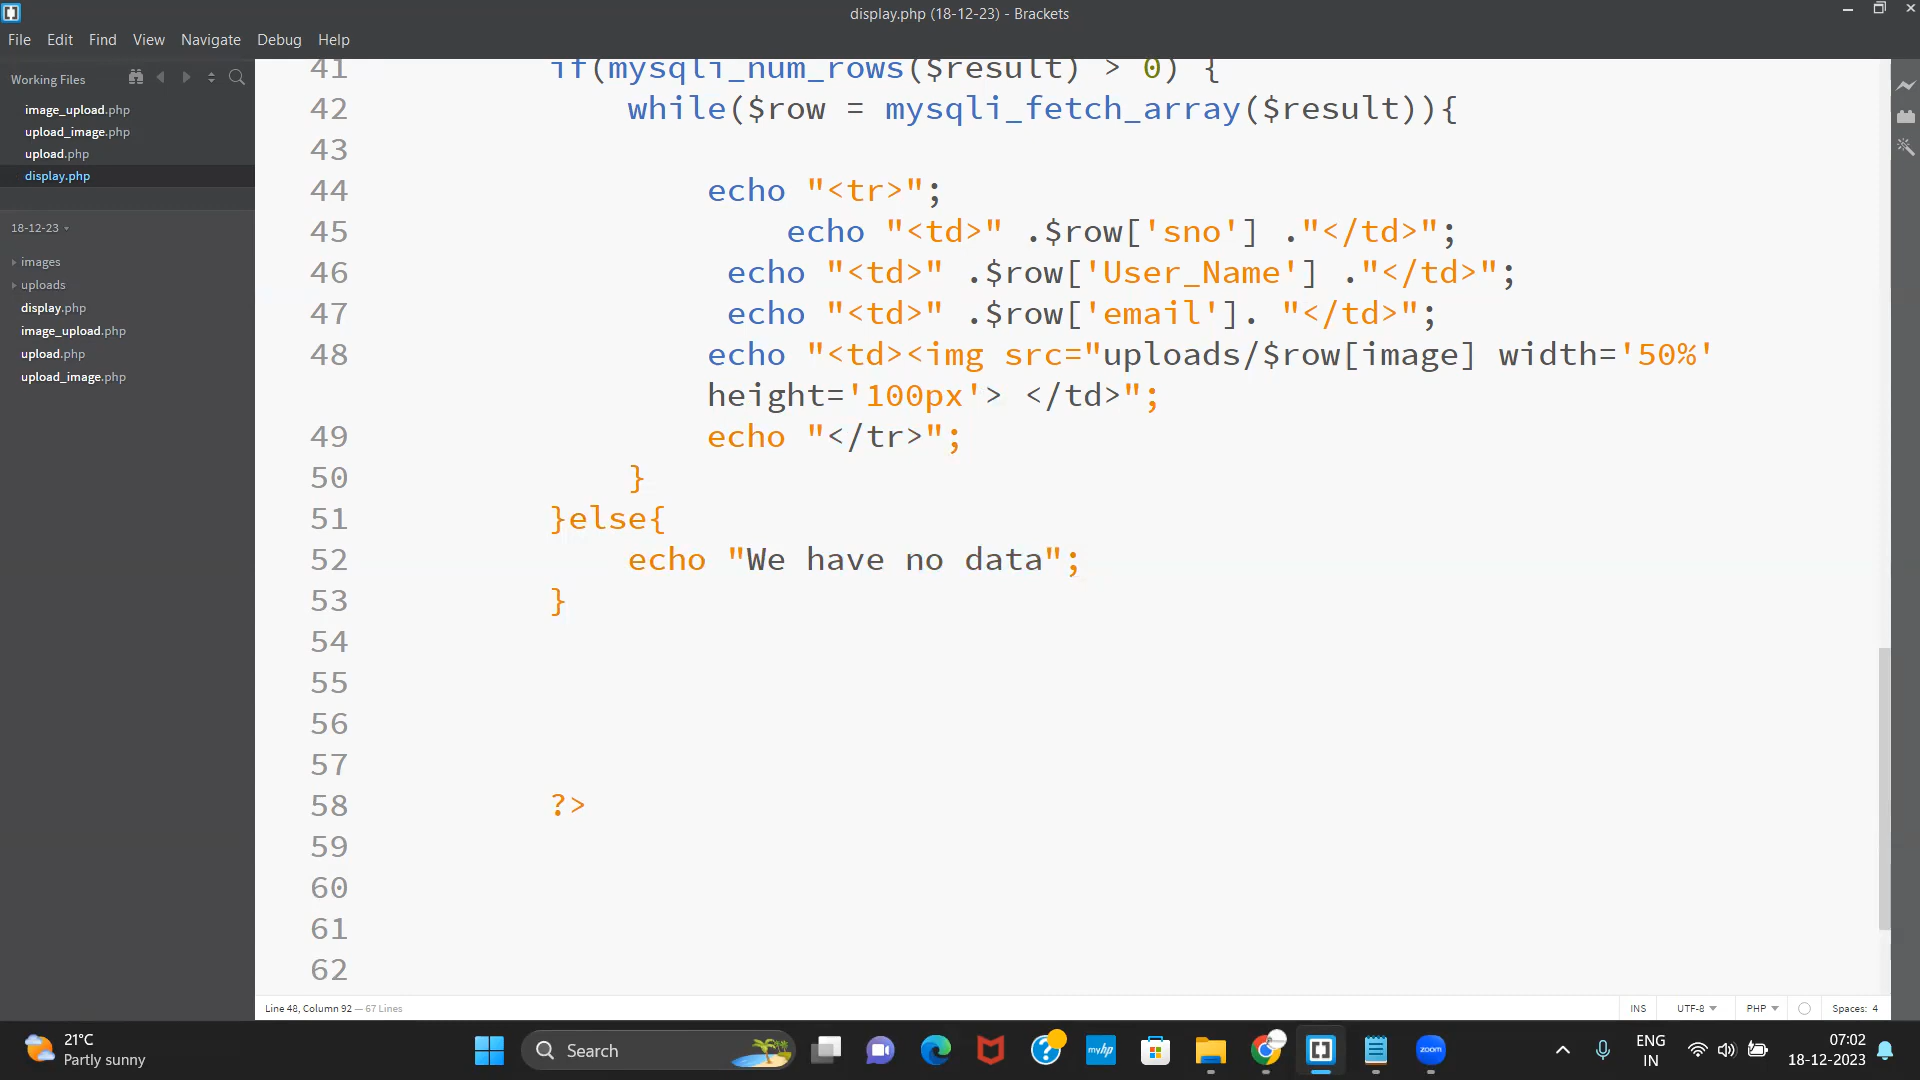 display.php (18-12-23) - Brackets
File Edit Find View Navigate Debug Help
Working Files
image_upload.php
upload_image.php
upload.php
display.php
18-12-23
images
uploads
display.php
image_upload.php
upload.php
upload_image.php
41 if(mysqli_num_rows($result) > 0) {
42 while($row = mysqli_fetch_array($result)){
43
44 echo "<tr>";
45 echo "<td>" .$row['sno'] ."</td>";
46 echo "<td>" .$row['User_Name'] ."</td>";
47 echo "<td>" .$row['email']. "</td>";
48 echo "<td><img src="uploads/$row[image] width='50%'
height='100px'> </td>";
49 echo "</tr>";
50 }
51 }else{
52 echo "We have no data";
53 }
54
55
56
57
58 ?>
59
60
61
62
Line 48, Column 92 — 67 Lines
INS UTF-8 PHP Spaces: 4
21°C
Partly sunny
Search
myhp
zoom
ENG
IN
07:02
18-12-2023